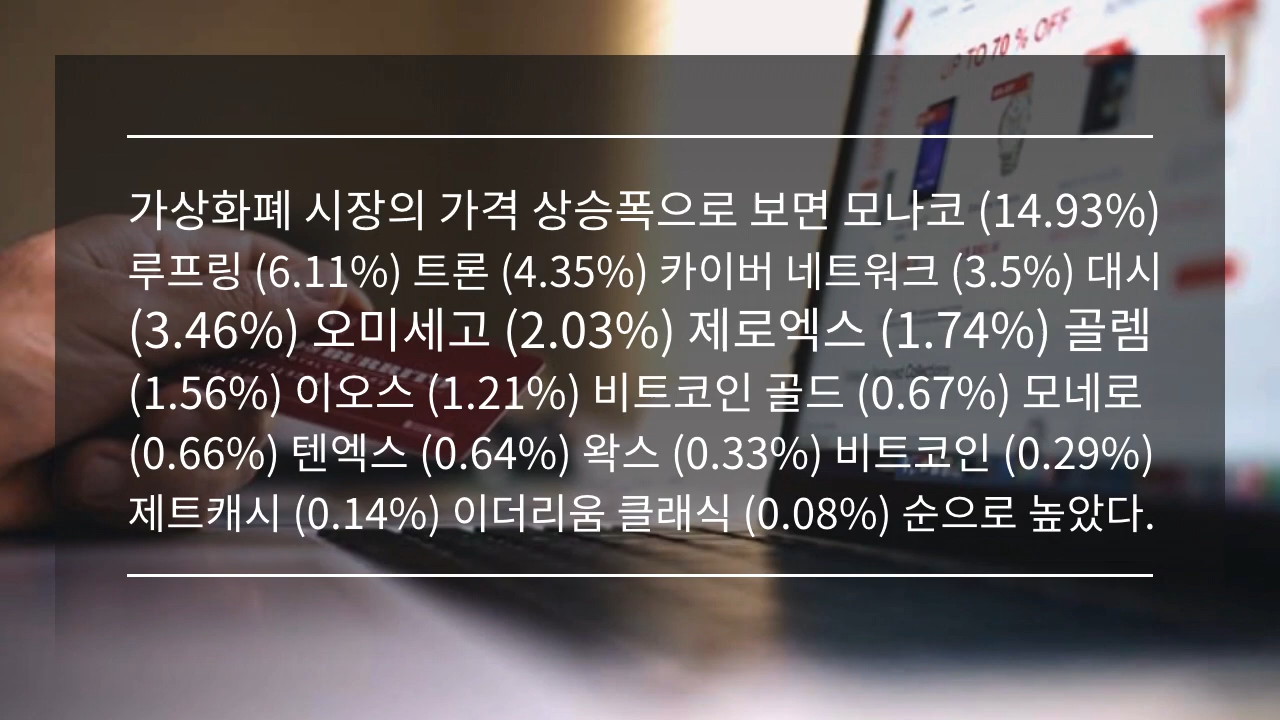 UP TO 70% OFF
가상화폐 시장의 가격 상승폭으로 보면 모나코 (14.93%)
루프링 (6.11%) 트론 (4.35%) 카이버 네트워크 (3.5%) 대시
(3.46%) 오미세고 (2.03%) 제로엑스 (1.74%) 골렘
(1.56%) 이오스 (1.21%) 비트코인 골드 (0.67%) 모네로
(0.66%) 텐엑스 (0.64%) 왁스 (0.33%) 비트코인 (0.29%)
제트캐시 (0.14%) 이더리움 클래식 (0.08%) 순으로 높았다.